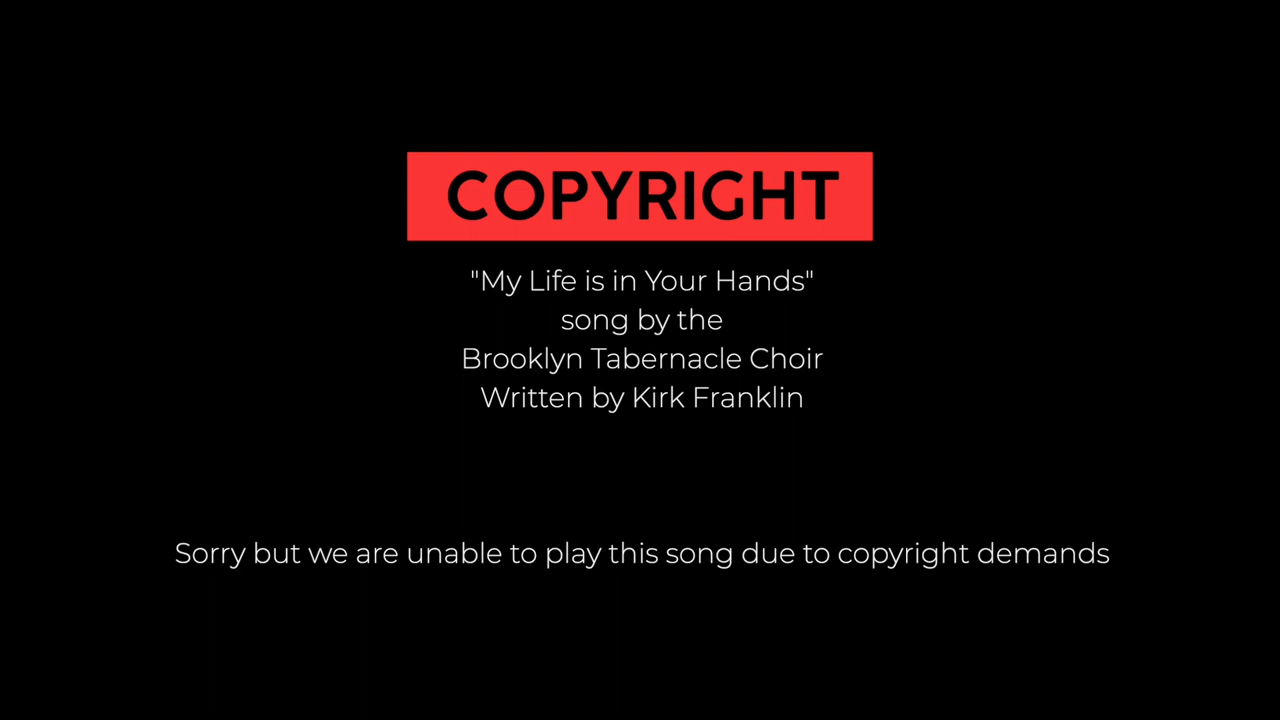 COPYRIGHT
"My Life is in Your Hands"
song by the
Brooklyn Tabernacle Choir
Written by Kirk Franklin
Sorry but we are unable to play this song due to copyright demands